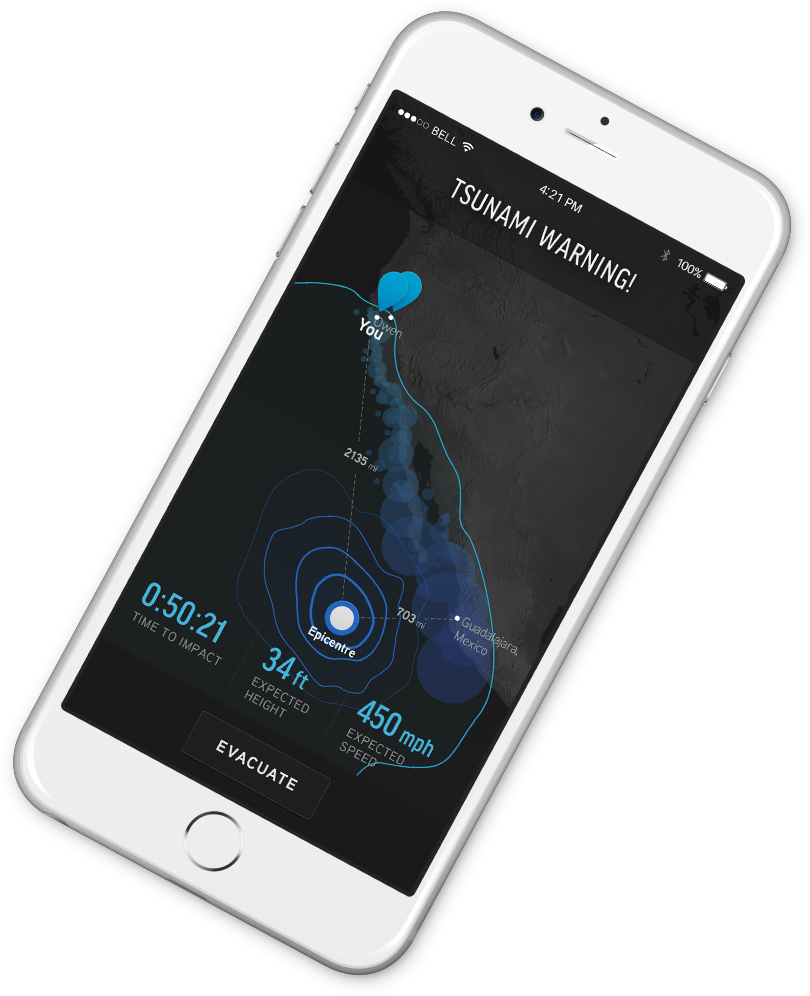 BELL
4:21 PM
100%
TSUNAMI WARNING!
Owen
You
2135 mi
703 mi
Guadalajara,
Mexico
Epicentre
0:50:21
TIME TO IMPACT
34 ft
EXPECTED
HEIGHT
450 mph
EXPECTED
SPEED
EVACUATE